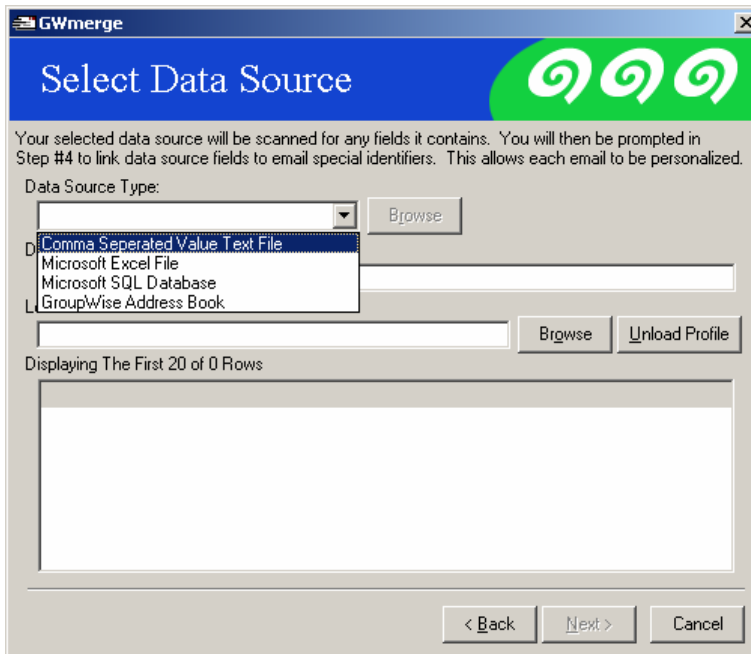 GWmerge
Select Data Source
Your selected data source will be scanned for any fields it contains. You will then be prompted in
Step #4 to link data source fields to email special identifiers. This allows each email to be personalized.
Data Source Type:
Browse
Comma Seperated Value Text File
Microsoft Excel File
Microsoft SQL Database
GroupWise Address Book
Browse
Unload Profile
Displaying The First 20 of 0 Rows
< Back
Next >
Cancel